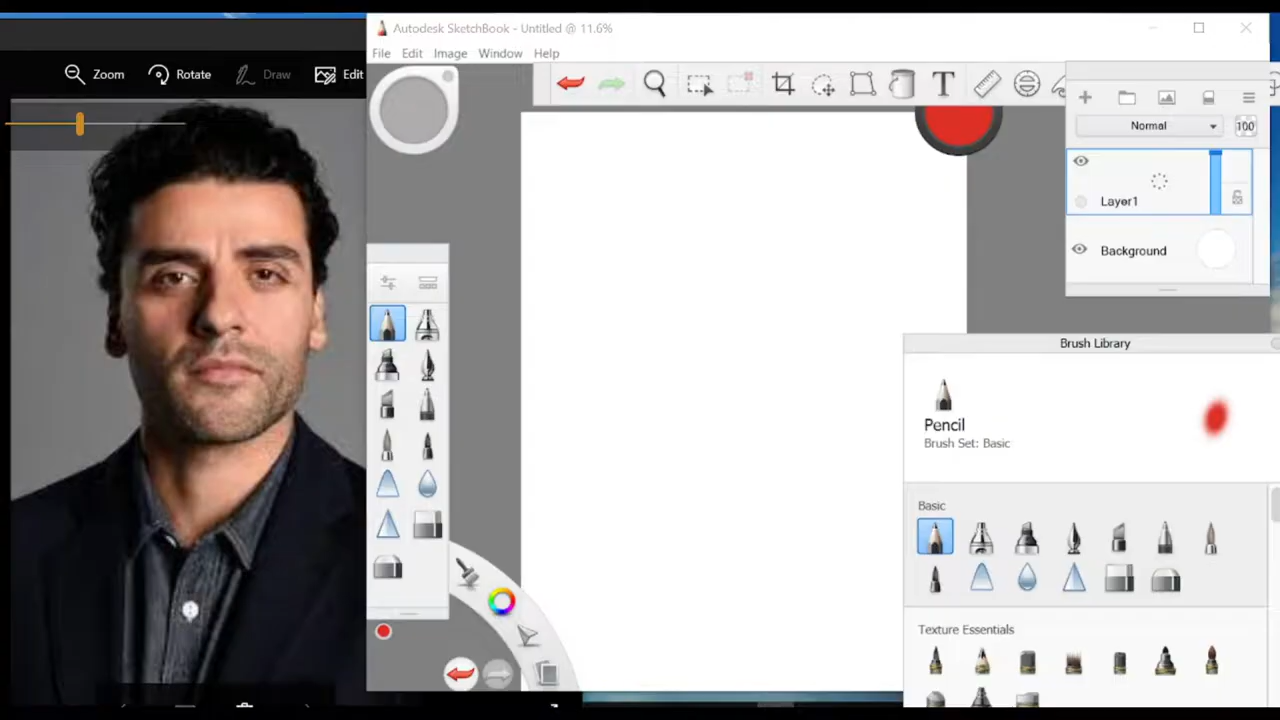 Autodesk SketchBook - Untitled @ 11.6%
File Edit Image Window Help
Zoom Rotate Draw Edit
T
Normal 100
Layer1
Background
Brush Library
Pencil
Brush Set: Basic
Basic
Texture Essentials